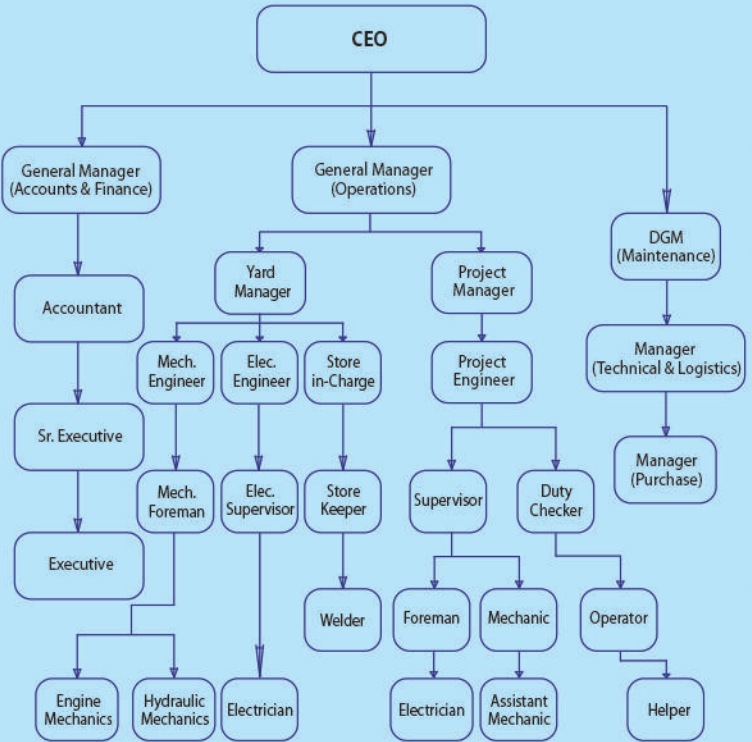 CEO
General Manager
(Accounts & Finance)
General Manager
(Operations)
DGM
(Maintenance)
Yard
Manager
Project
Manager
Accountant
Mech.
Engineer
Elec.
Engineer
Store
in-Charge
Project
Engineer
Manager
(Technical & Logistics)
Sr. Executive
Mech.
Foreman
Elec.
Supervisor
Store
Keeper
Supervisor
Duty
Checker
Manager
(Purchase)
Executive
Welder
Foreman
Mechanic
Operator
Engine
Mechanics
Hydraulic
Mechanics
Electrician
Electrician
Assistant
Mechanic
Helper